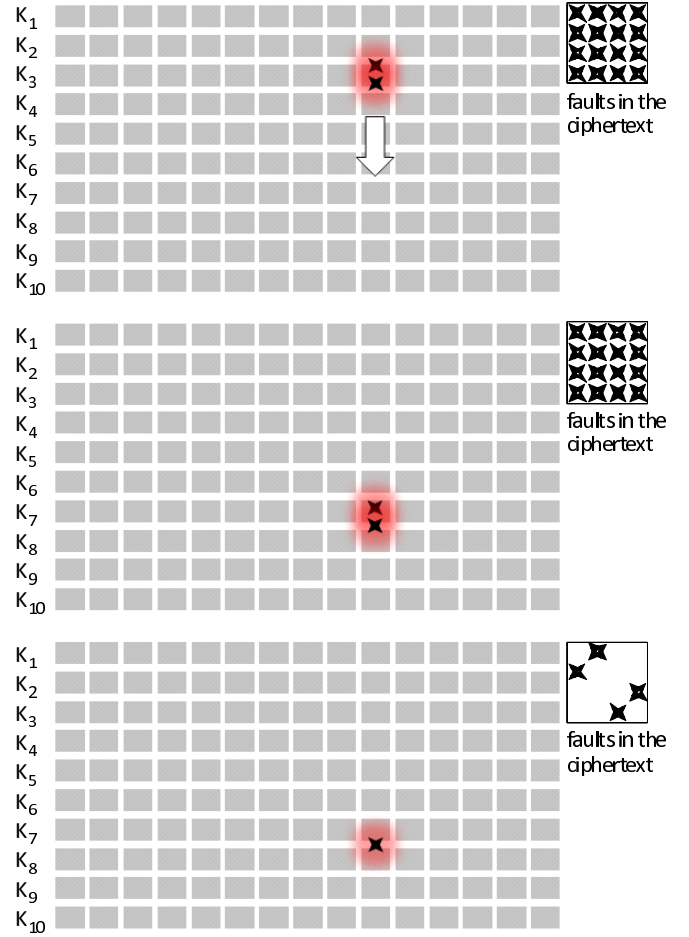 K1
K2
K3
K4
K5
K6
K7
K8
K9
K10
faults in the
ciphertext
K1
K2
K3
K4
K5
K6
K7
K8
K9
K10
faults in the
ciphertext
K1
K2
K3
K4
K5
K6
K7
K8
K9
K10
faults in the
ciphertext